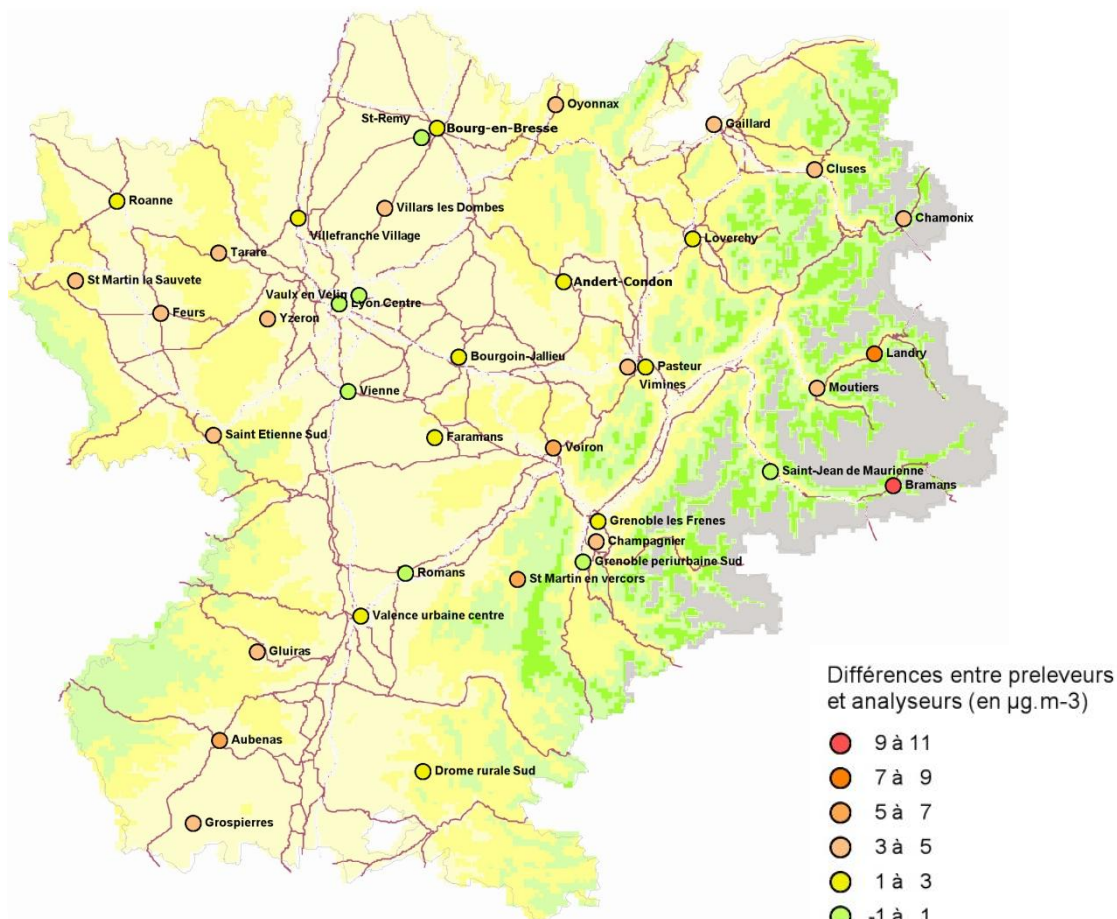 Oyonnax
St-Remy
Bourg-en-Bresse
Gaillard
Cluses
Roanne
Villars les Dombes
Chamonix
Villefranche Village
Loverchy
Tarare
St Martin la Sauvete
Andert-Condon
Vaulx en Velin
Lyon Centre
Feurs
Yzeron
Bourgoin-Jallieu
Landry
Pasteur
Vimines
Moutiers
Vienne
Saint Etienne Sud
Faramans
Voiron
Saint-Jean de Maurienne
Bramans
Grenoble les Frenes
Champagnier
Grenoble periurbaine Sud
Romans
St Martin en vercors
Valence urbaine centre
Gluiras
Aubenas
Drome rurale Sud
Grospierres
Différences entre preleveurs
et analyseurs (en µg.m-3)
9 à 11
7 à 9
5 à 7
3 à 5
1 à 3
-1 à 1